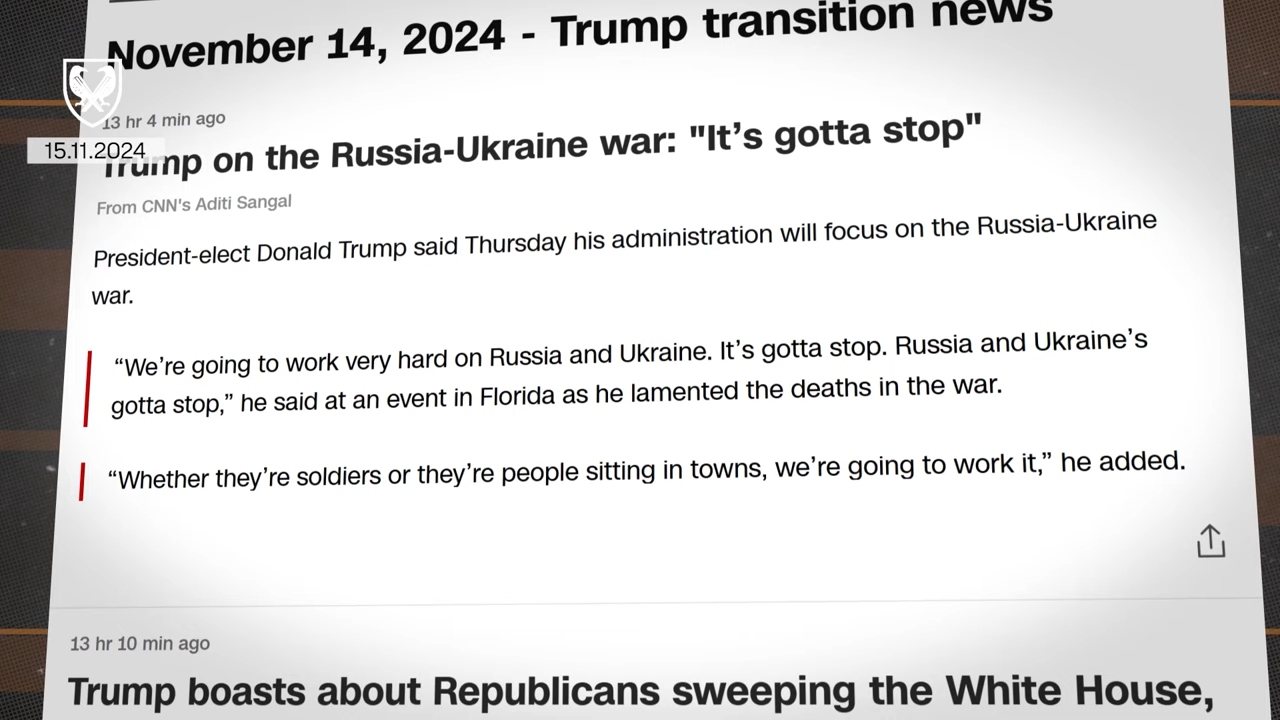 November 14, 2024 - Trump transition news
13 hr 4 min ago
15.11.2024
Trump on the Russia-Ukraine war: "It’s gotta stop"
From CNN's Aditi Sangal
President-elect Donald Trump said Thursday his administration will focus on the Russia-Ukraine
war.
“We’re going to work very hard on Russia and Ukraine. It’s gotta stop. Russia and Ukraine’s
gotta stop,” he said at an event in Florida as he lamented the deaths in the war.
“Whether they’re soldiers or they’re people sitting in towns, we’re going to work it,” he added.
13 hr 10 min ago
Trump boasts about Republicans sweeping the White House,